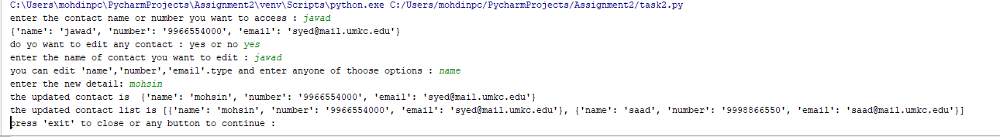 C:\Users\mohdinpc\PycharmProjects\Assignment2\venv\Scripts\python.exe C:/Users/mohdinpc/PycharmProjects/Assignment2/task2.py
enter the contact name or number you want to access : jawad
{'name': 'jawad', 'number': '9966554000', 'email': 'syed@mail.umkc.edu'}
do yo want to edit any contact : yes or no yes
enter the name of contact you want to edit : jawad
you can edit 'name','number','email'.type and enter anyone of thoose options : name
enter the new detail: mohsin
the updated contact is  {'name': 'mohsin', 'number': '9966554000', 'email': 'syed@mail.umkc.edu'}
the updated contact list is [{'name': 'mohsin', 'number': '9966554000', 'email': 'syed@mail.umkc.edu'}, {'name': 'saad', 'number': '9998866550', 'email': 'saad@mail.umkc.edu'}]
press 'exit' to close or any button to continue :